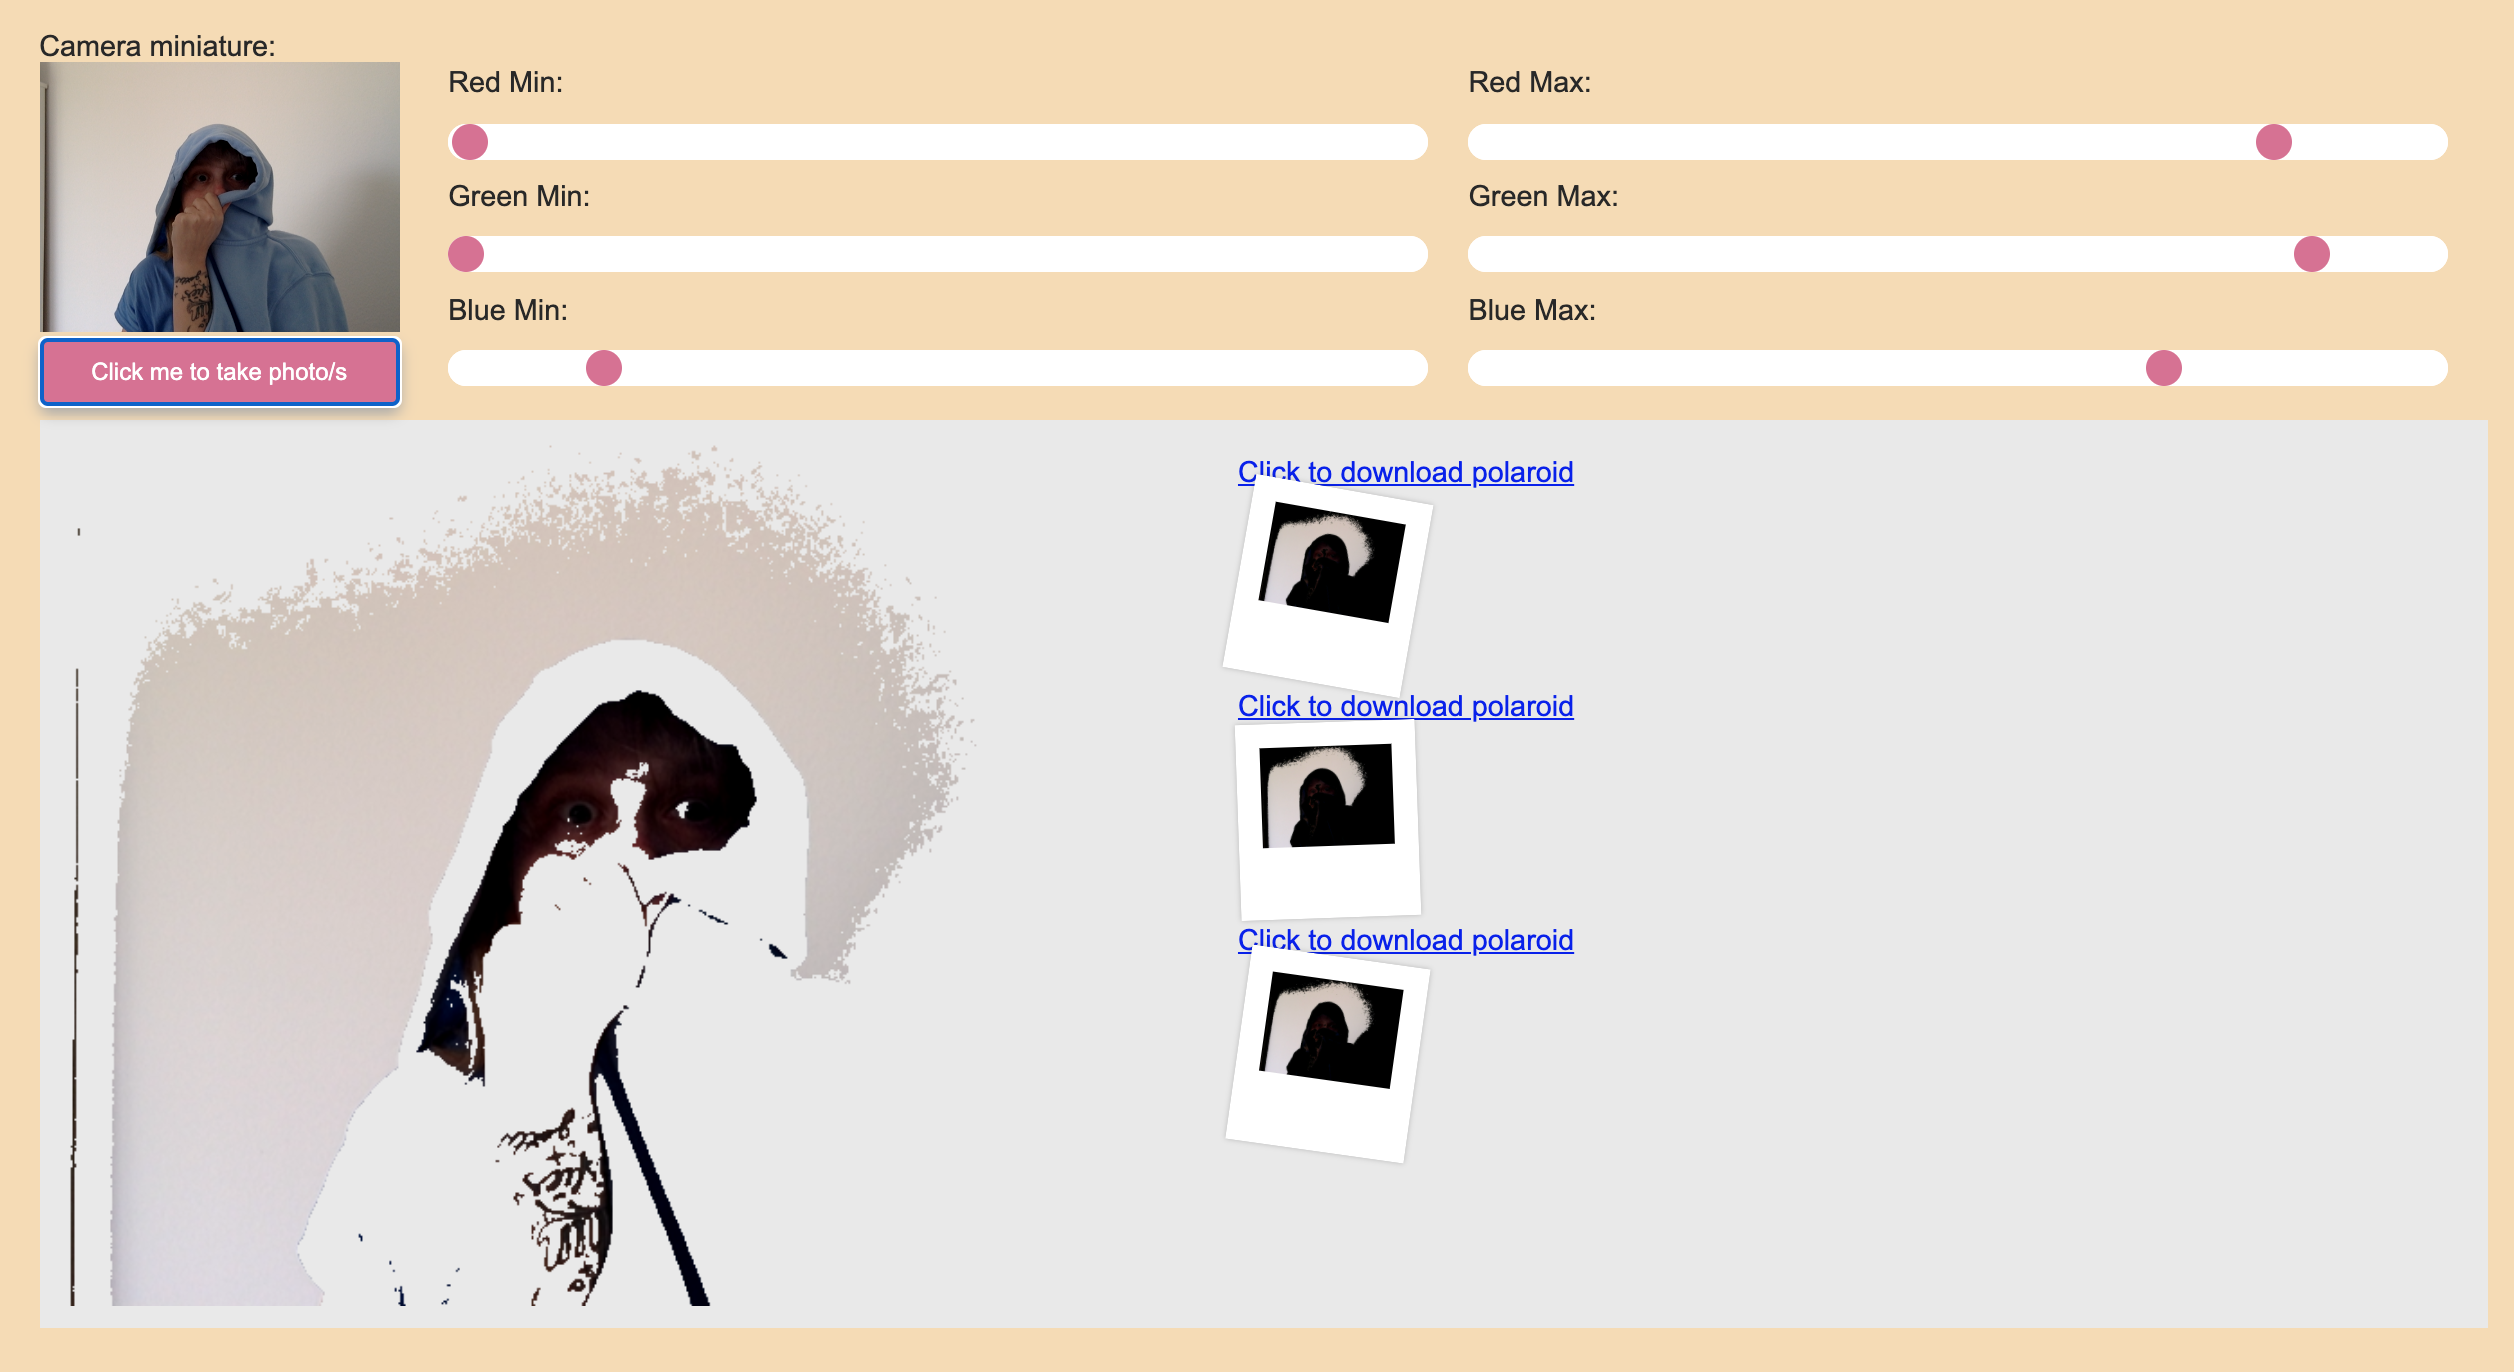 Camera miniature:
Red Min:
Red Max:
Green Min:
Green Max:
Blue Min:
Blue Max:
Click me to take photo/s
Click to download polaroid
Click to download polaroid
Click to download polaroid